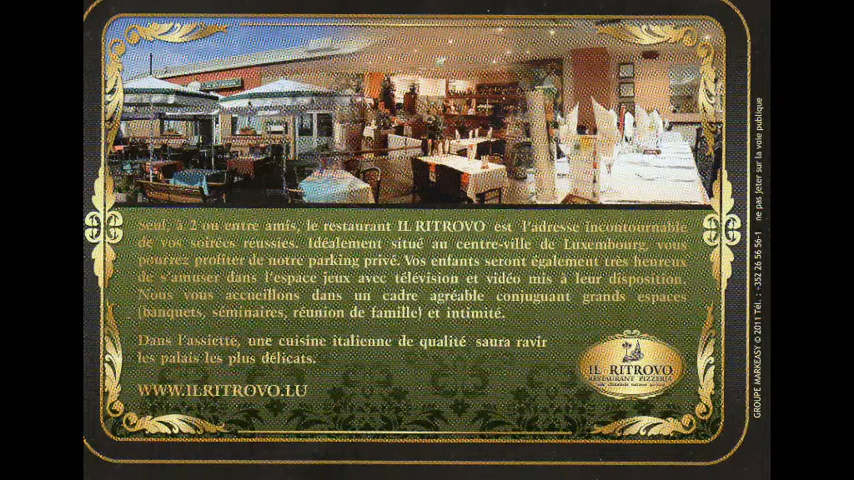 Seul, à 2 ou entre amis, le restaurant IL RITROVO est l'adresse incontournable
de vos soirées réussies. Idéalement situé au centre-ville de Luxembourg, vous
pourrez profiter de notre parking privé. Vos enfants seront également très heureux
de s'amuser dans l'espace jeux avec télévision et vidéo mis à leur disposition.
Nous vous accueillons dans un cadre agréable conjuguant grands espaces
(banquets, séminaires, réunion de famille) et intimité.
Dans l'assiette, une cuisine italienne de qualité saura ravir
les palais les plus délicats.
WWW.ILRITROVO.LU
IL RITROVO
RESTAURANT PIZZERIA
GROUPE MARKEASY © 2011 Tél. : +352 26 56 56-1 ne pas jeter sur la voie publique